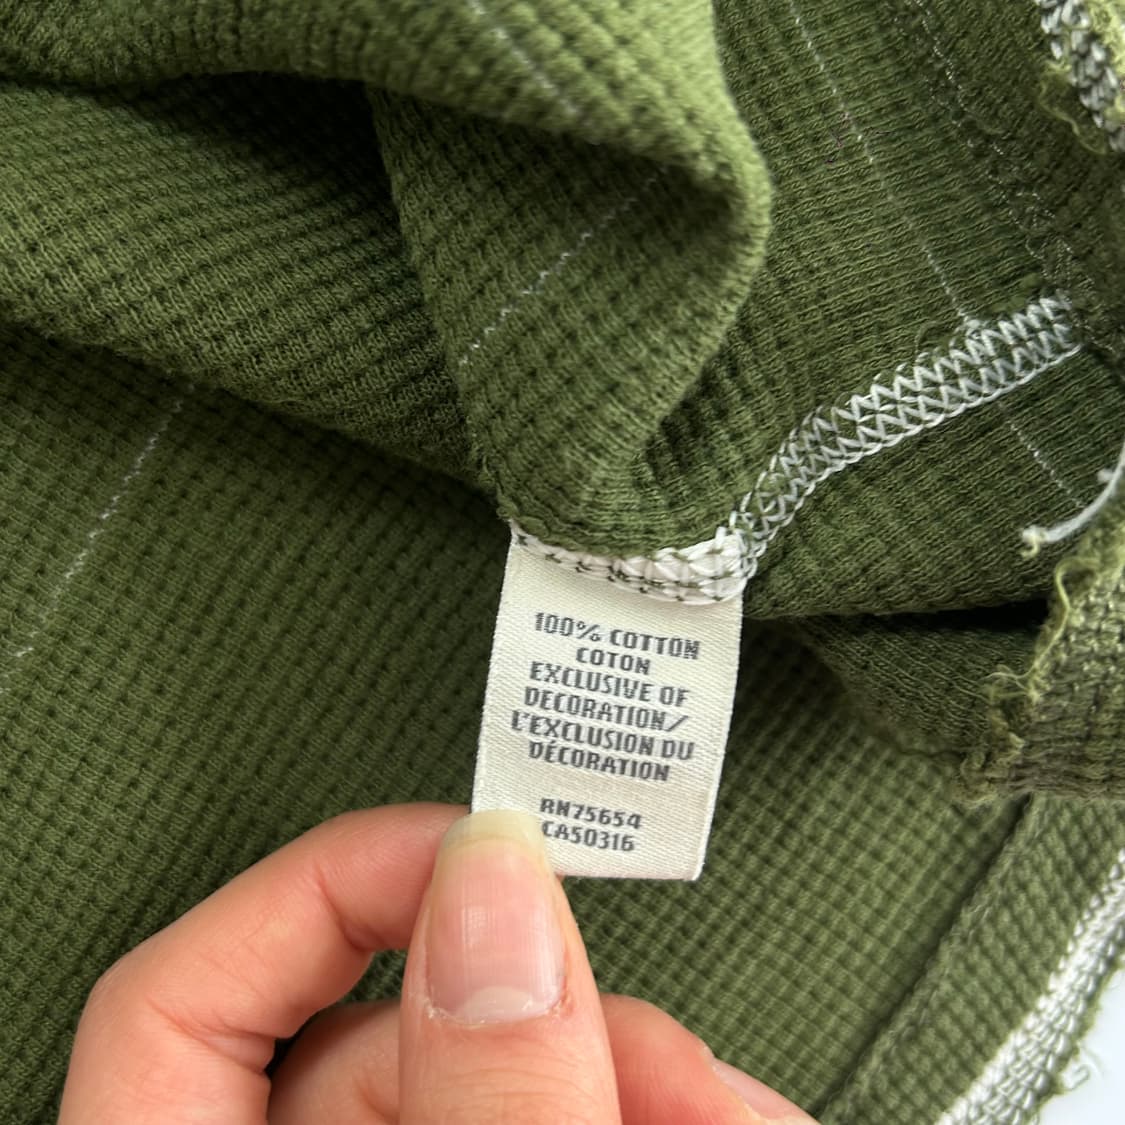 100% COTTON
COTON
EXCLUSIVE OF
DECORATION/
L'EXCLUSION DU
DÉCORATION
RN75654
CA50316